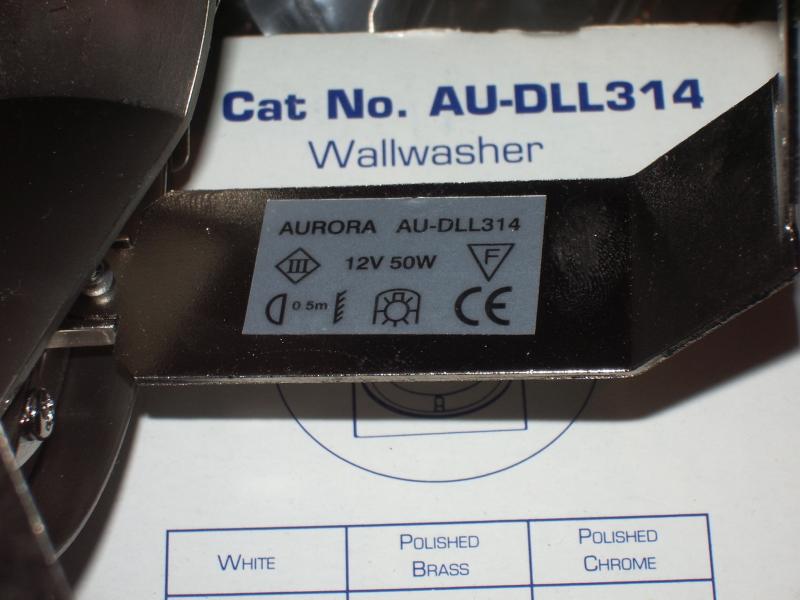 Cat No. AU-DLL314
Wallwasher
AURORA AU-DLL314
III 12V 50W F
0.5m CE
WHITE POLISHED BRASS POLISHED CHROME